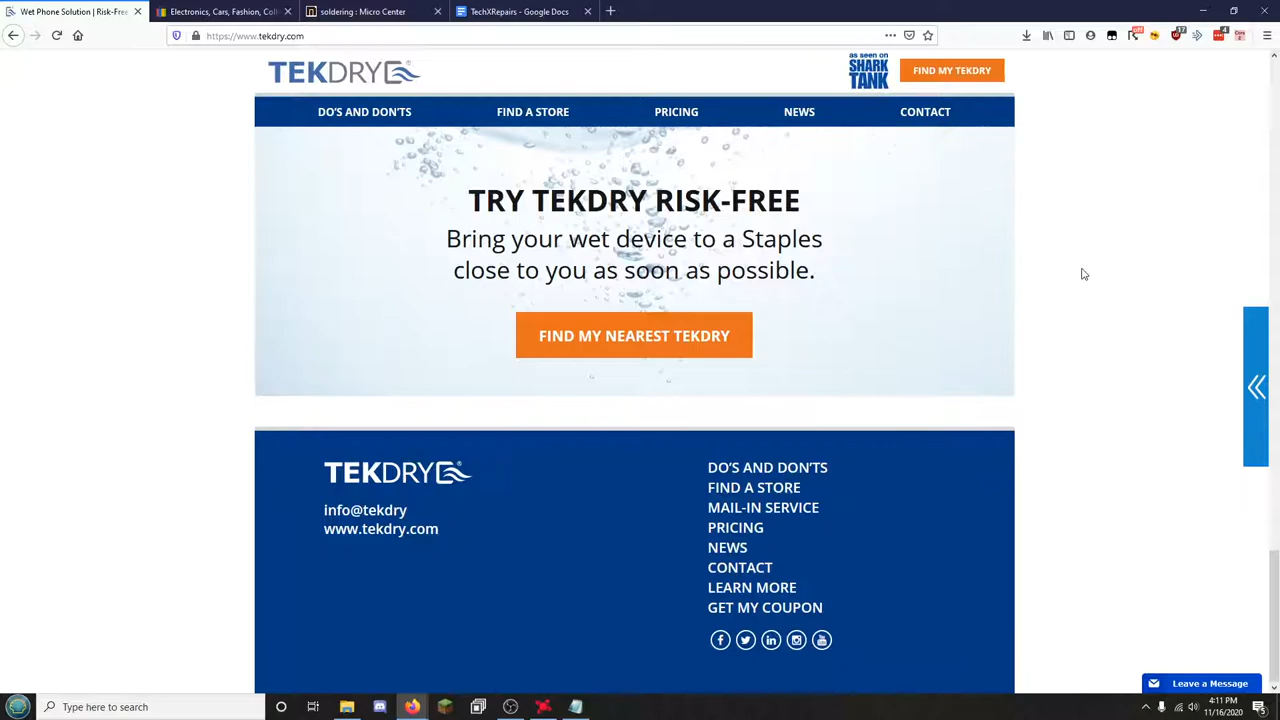 Wet Phone Solution | Risk-Fre
Electronics, Cars, Fashion, Coll
soldering : Micro Center
TechXRepairs - Google Docs
https://www.tekdry.com
TEKDRY
as seen on
SHARK
TANK
FIND MY TEKDRY
DO'S AND DON'TS
FIND A STORE
PRICING
NEWS
CONTACT
TRY TEKDRY RISK-FREE
Bring your wet device to a Staples
close to you as soon as possible.
FIND MY NEAREST TEKDRY
TEKDRY
info@tekdry
www.tekdry.com
DO'S AND DON'TS
FIND A STORE
MAIL-IN SERVICE
PRICING
NEWS
CONTACT
LEARN MORE
GET MY COUPON
Leave a Message
Type here to search
4:11 PM
11/16/2020